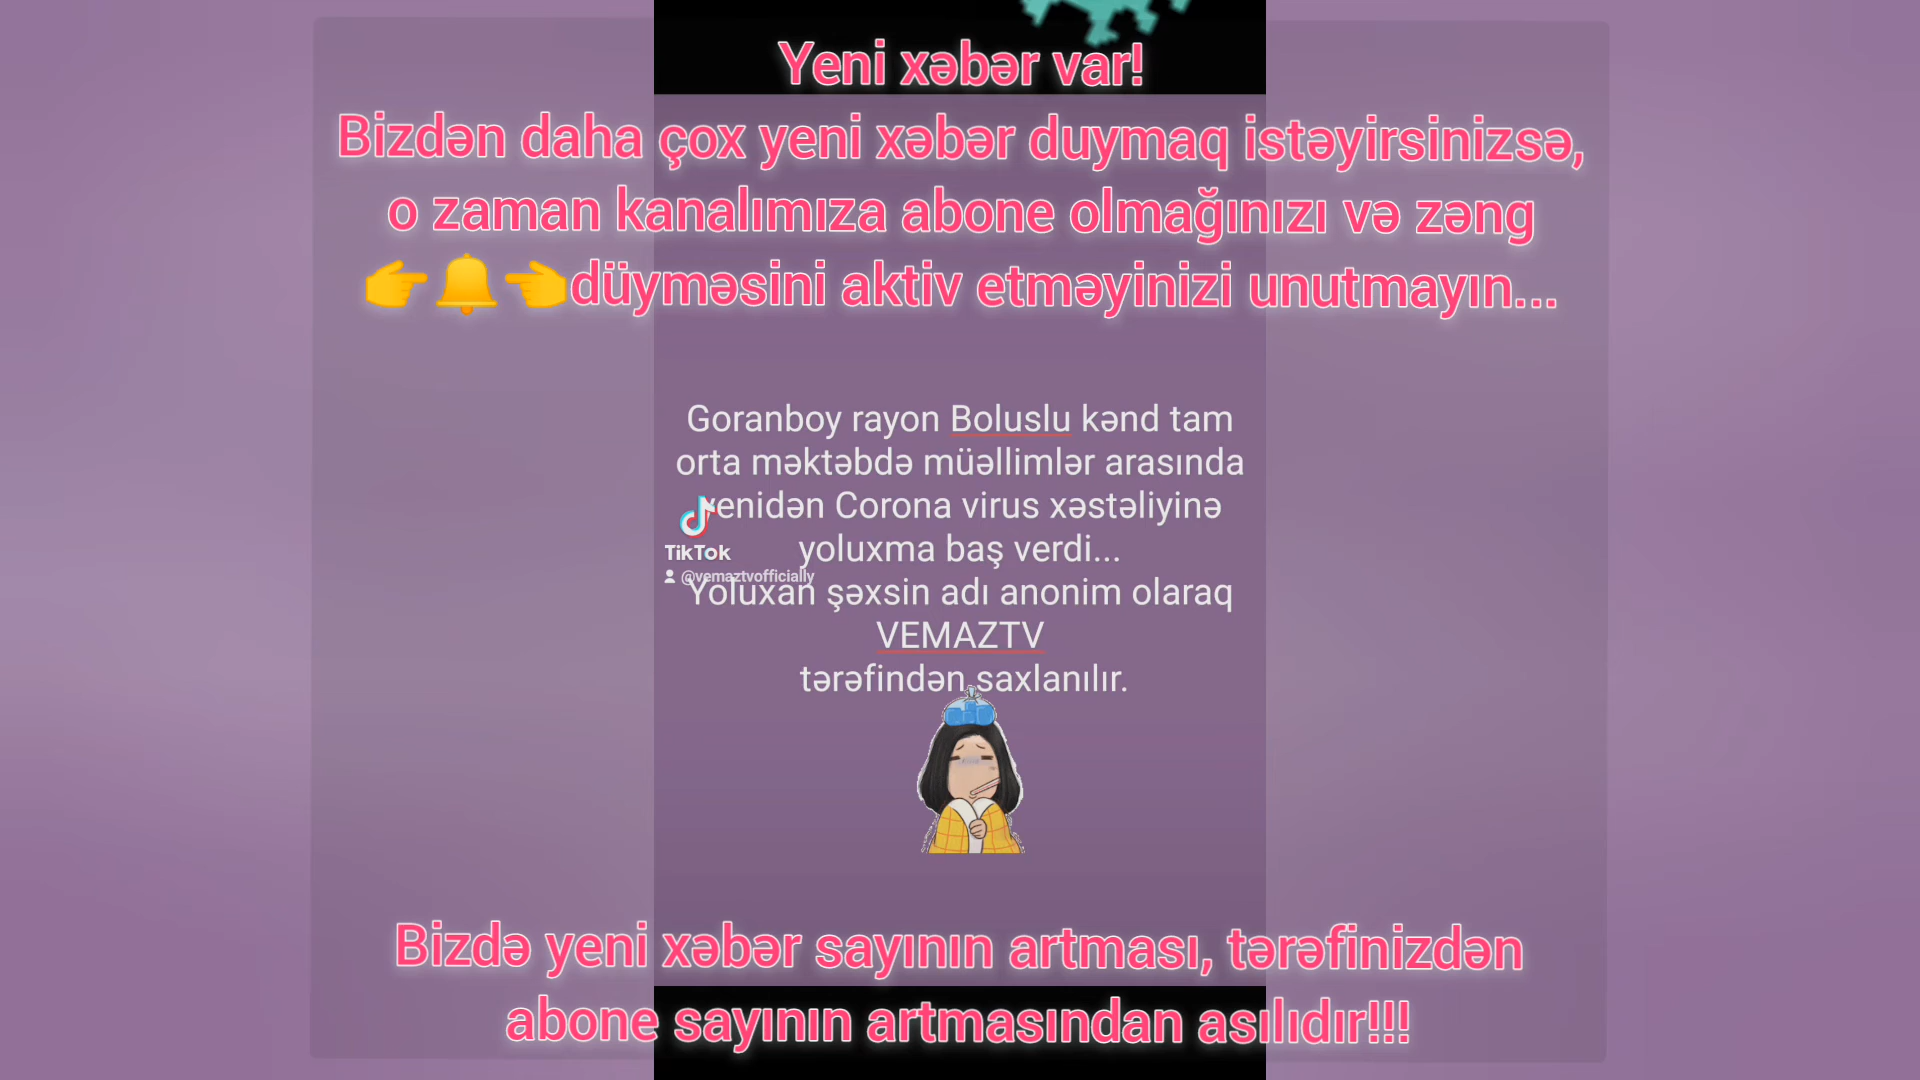 Yeni xəbər var!
Bizdən daha çox yeni xəbər duymaq istəyirsinizsə,
o zaman kanalımıza abone olmağınızı və zəng
👉🔔👈düyməsini aktiv etməyinizi unutmayın...
Goranboy rayon Boluslu kənd tam
orta məktəbdə müəllimlər arasında
yenidən Corona virus xəstəliyinə
yoluxma baş verdi...
TikTok
@vemaztvofficially
Yoluxan şəxsin adı anonim olaraq
VEMAZTV
tərəfindən saxlanılır.
Bizdə yeni xəbər sayının artması, tərəfinizdən
abone sayının artmasından asılıdır!!!